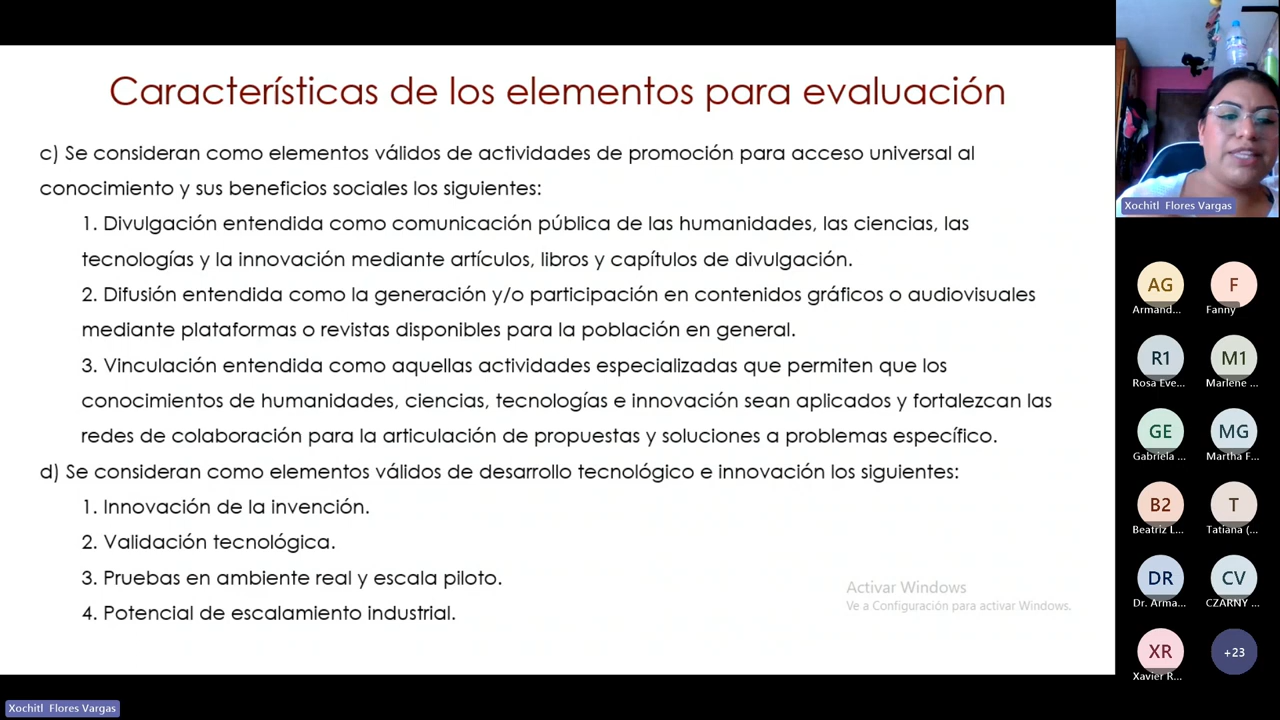 Características de los elementos para evaluación
c) Se consideran como elementos válidos de actividades de promoción para acceso universal al
conocimiento y sus beneficios sociales los siguientes:
1. Divulgación entendida como comunicación pública de las humanidades, las ciencias, las
tecnologías y la innovación mediante artículos, libros y capítulos de divulgación.
2. Difusión entendida como la generación y/o participación en contenidos gráficos o audiovisuales
mediante plataformas o revistas disponibles para la población en general.
3. Vinculación entendida como aquellas actividades especializadas que permiten que los
conocimientos de humanidades, ciencias, tecnologías e innovación sean aplicados y fortalezcan las
redes de colaboración para la articulación de propuestas y soluciones a problemas específico.
d) Se consideran como elementos válidos de desarrollo tecnológico e innovación los siguientes:
1. Innovación de la invención.
2. Validación tecnológica.
3. Pruebas en ambiente real y escala piloto.
4. Potencial de escalamiento industrial.
Activar Windows
Ve a Configuración para activar Windows.
Xochitl Flores Vargas
AG
Armand...
F
Fanny
R1
Rosa Eve...
M1
Marlene ...
GE
Gabriela ...
MG
Martha F...
B2
Beatriz L...
T
Tatiana (...
DR
Dr. Arma...
CV
CZARNY ...
XR
Xavier R...
+23
Xochitl Flores Vargas